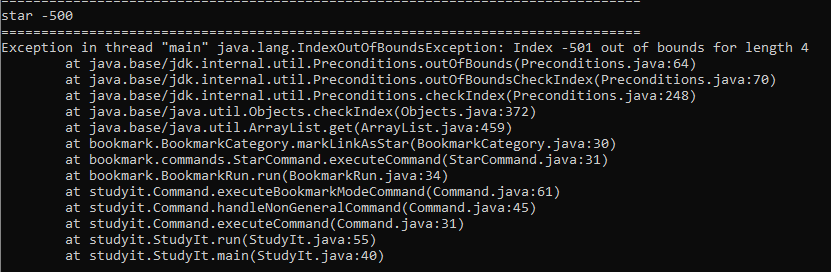 ================================================================================
star -500
================================================================================
Exception in thread "main" java.lang.IndexOutOfBoundsException: Index -501 out of bounds for length 4
        at java.base/jdk.internal.util.Preconditions.outOfBounds(Preconditions.java:64)
        at java.base/jdk.internal.util.Preconditions.outOfBoundsCheckIndex(Preconditions.java:70)
        at java.base/jdk.internal.util.Preconditions.checkIndex(Preconditions.java:248)
        at java.base/java.util.Objects.checkIndex(Objects.java:372)
        at java.base/java.util.ArrayList.get(ArrayList.java:459)
        at bookmark.BookmarkCategory.markLinkAsStar(BookmarkCategory.java:30)
        at bookmark.commands.StarCommand.executeCommand(StarCommand.java:31)
        at bookmark.BookmarkRun.run(BookmarkRun.java:34)
        at studyit.Command.executeBookmarkModeCommand(Command.java:61)
        at studyit.Command.handleNonGeneralCommand(Command.java:45)
        at studyit.Command.executeCommand(Command.java:31)
        at studyit.StudyIt.run(StudyIt.java:55)
        at studyit.StudyIt.main(StudyIt.java:40)